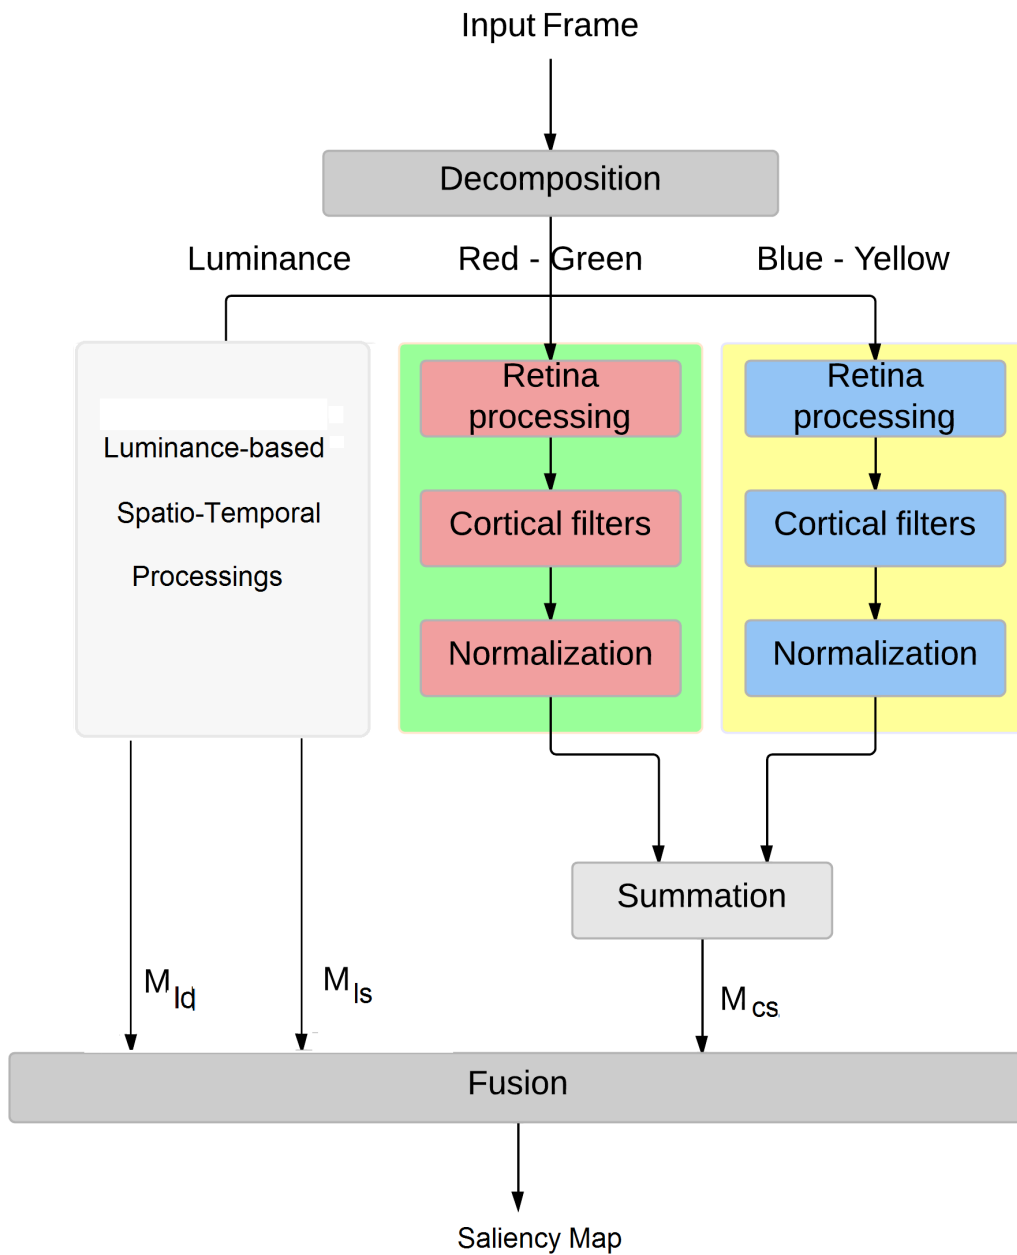 Input Frame
Decomposition
Luminance
Red - Green
Blue - Yellow
Luminance-based
Spatio-Temporal
Processings
Retina
processing
Cortical filters
Normalization
Retina
processing
Cortical filters
Normalization
Summation
M ld
M ls
M cs
Fusion
Saliency Map